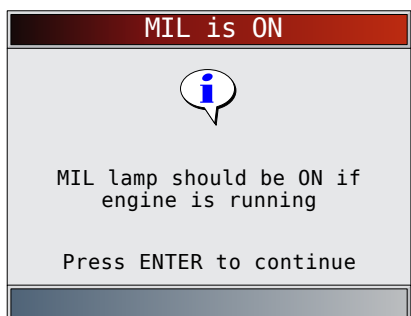 MIL is ON
i
MIL lamp should be ON if
engine is running
Press ENTER to continue